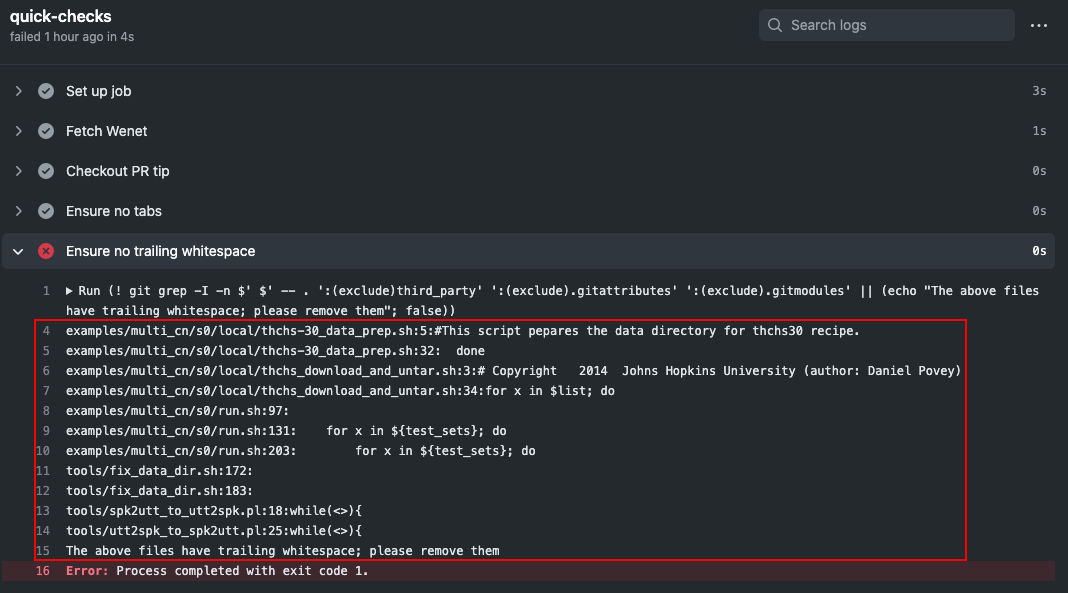 quick-checks
failed 1 hour ago in 4s
Search logs
Set up job 3s
Fetch Wenet 1s
Checkout PR tip 0s
Ensure no tabs 0s
Ensure no trailing whitespace 0s
1 Run (! git grep -I -n $' $' -- . ':(exclude)third_party' ':(exclude).gitattributes' ':(exclude).gitmodules' || (echo "The above files
have trailing whitespace; please remove them"; false))
4 examples/multi_cn/s0/local/thchs-30_data_prep.sh:5:#This script pepares the data directory for thchs30 recipe.
5 examples/multi_cn/s0/local/thchs-30_data_prep.sh:32:  done
6 examples/multi_cn/s0/local/thchs_download_and_untar.sh:3:# Copyright   2014  Johns Hopkins University (author: Daniel Povey)
7 examples/multi_cn/s0/local/thchs_download_and_untar.sh:34:for x in $list; do
8 examples/multi_cn/s0/run.sh:97:
9 examples/multi_cn/s0/run.sh:131:    for x in ${test_sets}; do
10 examples/multi_cn/s0/run.sh:203:        for x in ${test_sets}; do
11 tools/fix_data_dir.sh:172:
12 tools/fix_data_dir.sh:183:
13 tools/spk2utt_to_utt2spk.pl:18:while(<>){
14 tools/utt2spk_to_spk2utt.pl:25:while(<>){
15 The above files have trailing whitespace; please remove them
16 Error: Process completed with exit code 1.